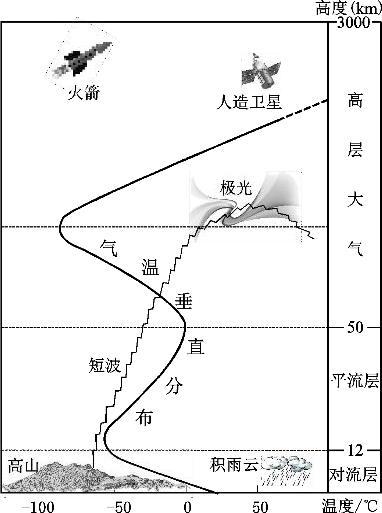 高度(km)
3000
火箭
人造卫星
高层大气
极光
气温垂直分布
短波
50
平流层
高山
积雨云
12
对流层
-100
-50
0
50
温度/℃